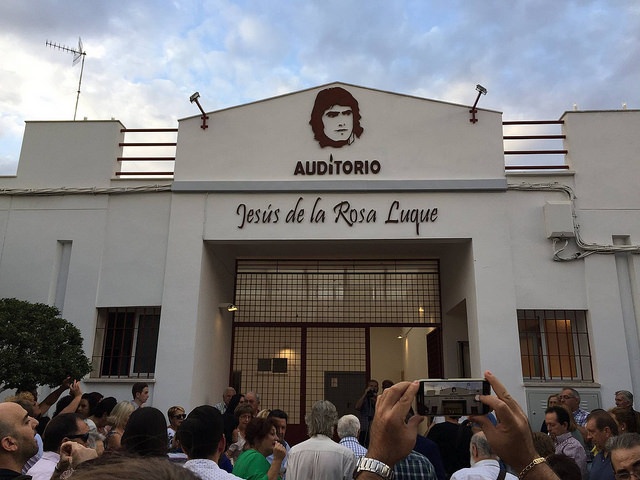 AUDITORIO
Jesús de la Rosa Luque